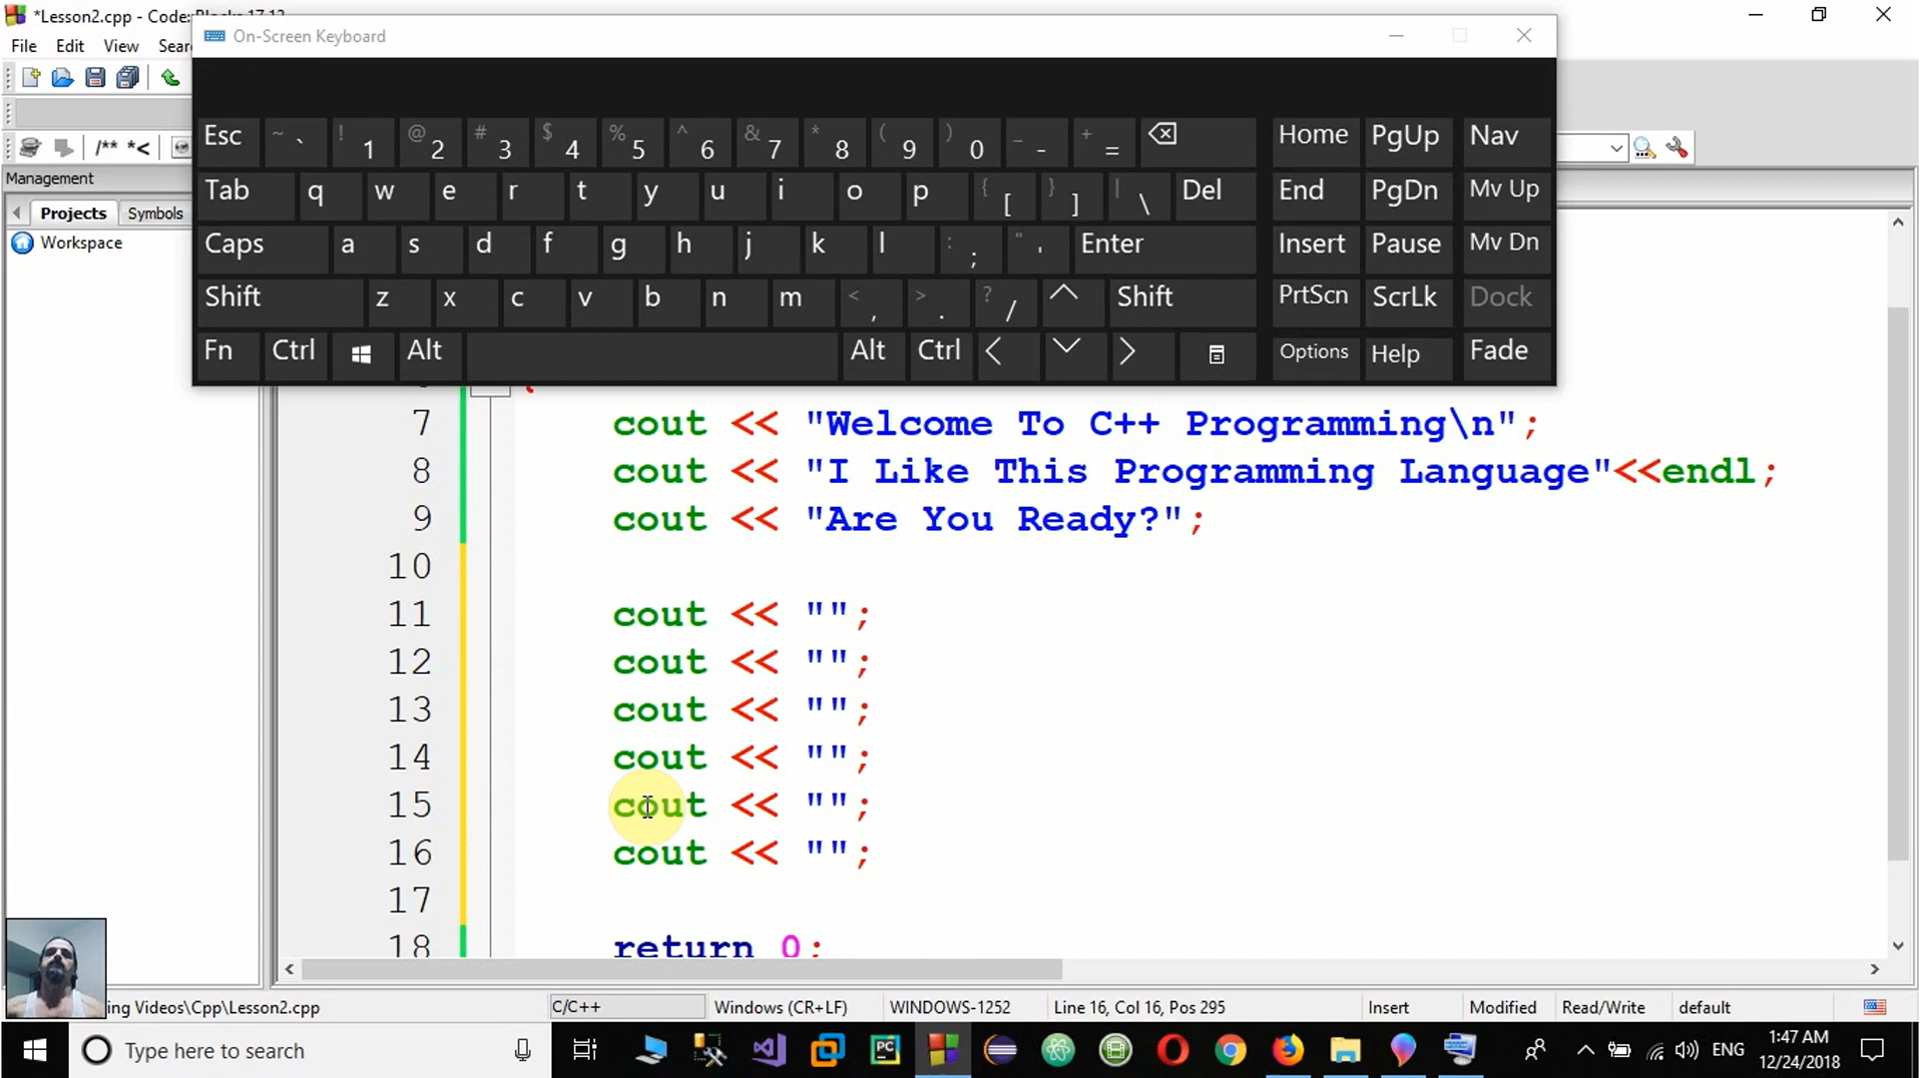 *Lesson2.cpp - Code::Blocks 17.12
On-Screen Keyboard
File Edit View Sear
/** *<
Management
Projects Symbols
Workspace
Esc ~ ` ! 1 @ 2 # 3 $ 4 % 5 ^ 6 & 7 * 8 ( 9 ) 0 _ - + = Home PgUp Nav
Tab q w e r t y u i o p { [ } ] | \ Del End PgDn Mv Up
Caps a s d f g h j k l : ; " ' Enter Insert Pause Mv Dn
Shift z x c v b n m < , > . ? / Shift PrtScn ScrLk Dock
Fn Ctrl Alt Alt Ctrl Options Help Fade
7 cout << "Welcome To C++ Programming\n";
8 cout << "I Like This Programming Language"<<endl;
9 cout << "Are You Ready?";
10
11 cout << "";
12 cout << "";
13 cout << "";
14 cout << "";
15 cout << "";
16 cout << "";
17
18 return 0;
ing Videos\Cpp\Lesson2.cpp C/C++ Windows (CR+LF) WINDOWS-1252 Line 16, Col 16, Pos 295 Insert Modified Read/Write default
Type here to search PC ENG 1:47 AM
12/24/2018